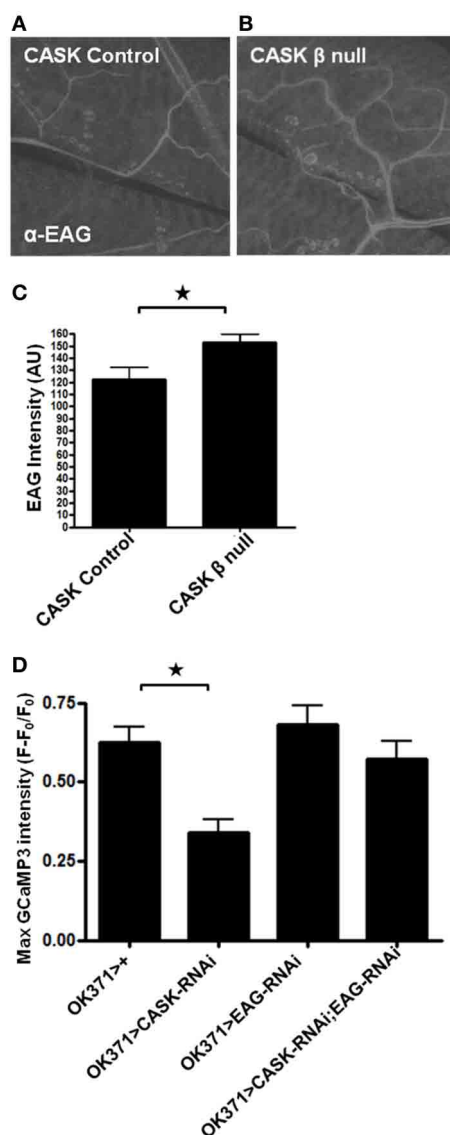 A
CASK Control
α-EAG
B
CASK β null
C
★
EAG Intensity (AU)
160
150
140
130
120
110
100
90
80
70
60
50
40
30
20
10
0
CASK Control
CASK β null
D
★
Max GCaMP3 intensity (F-F₀/F₀)
0.75
0.50
0.25
0.00
OK371>+
OK371>CASK-RNAi
OK371>EAG-RNAi
OK371>CASK-RNAi;EAG-RNAi